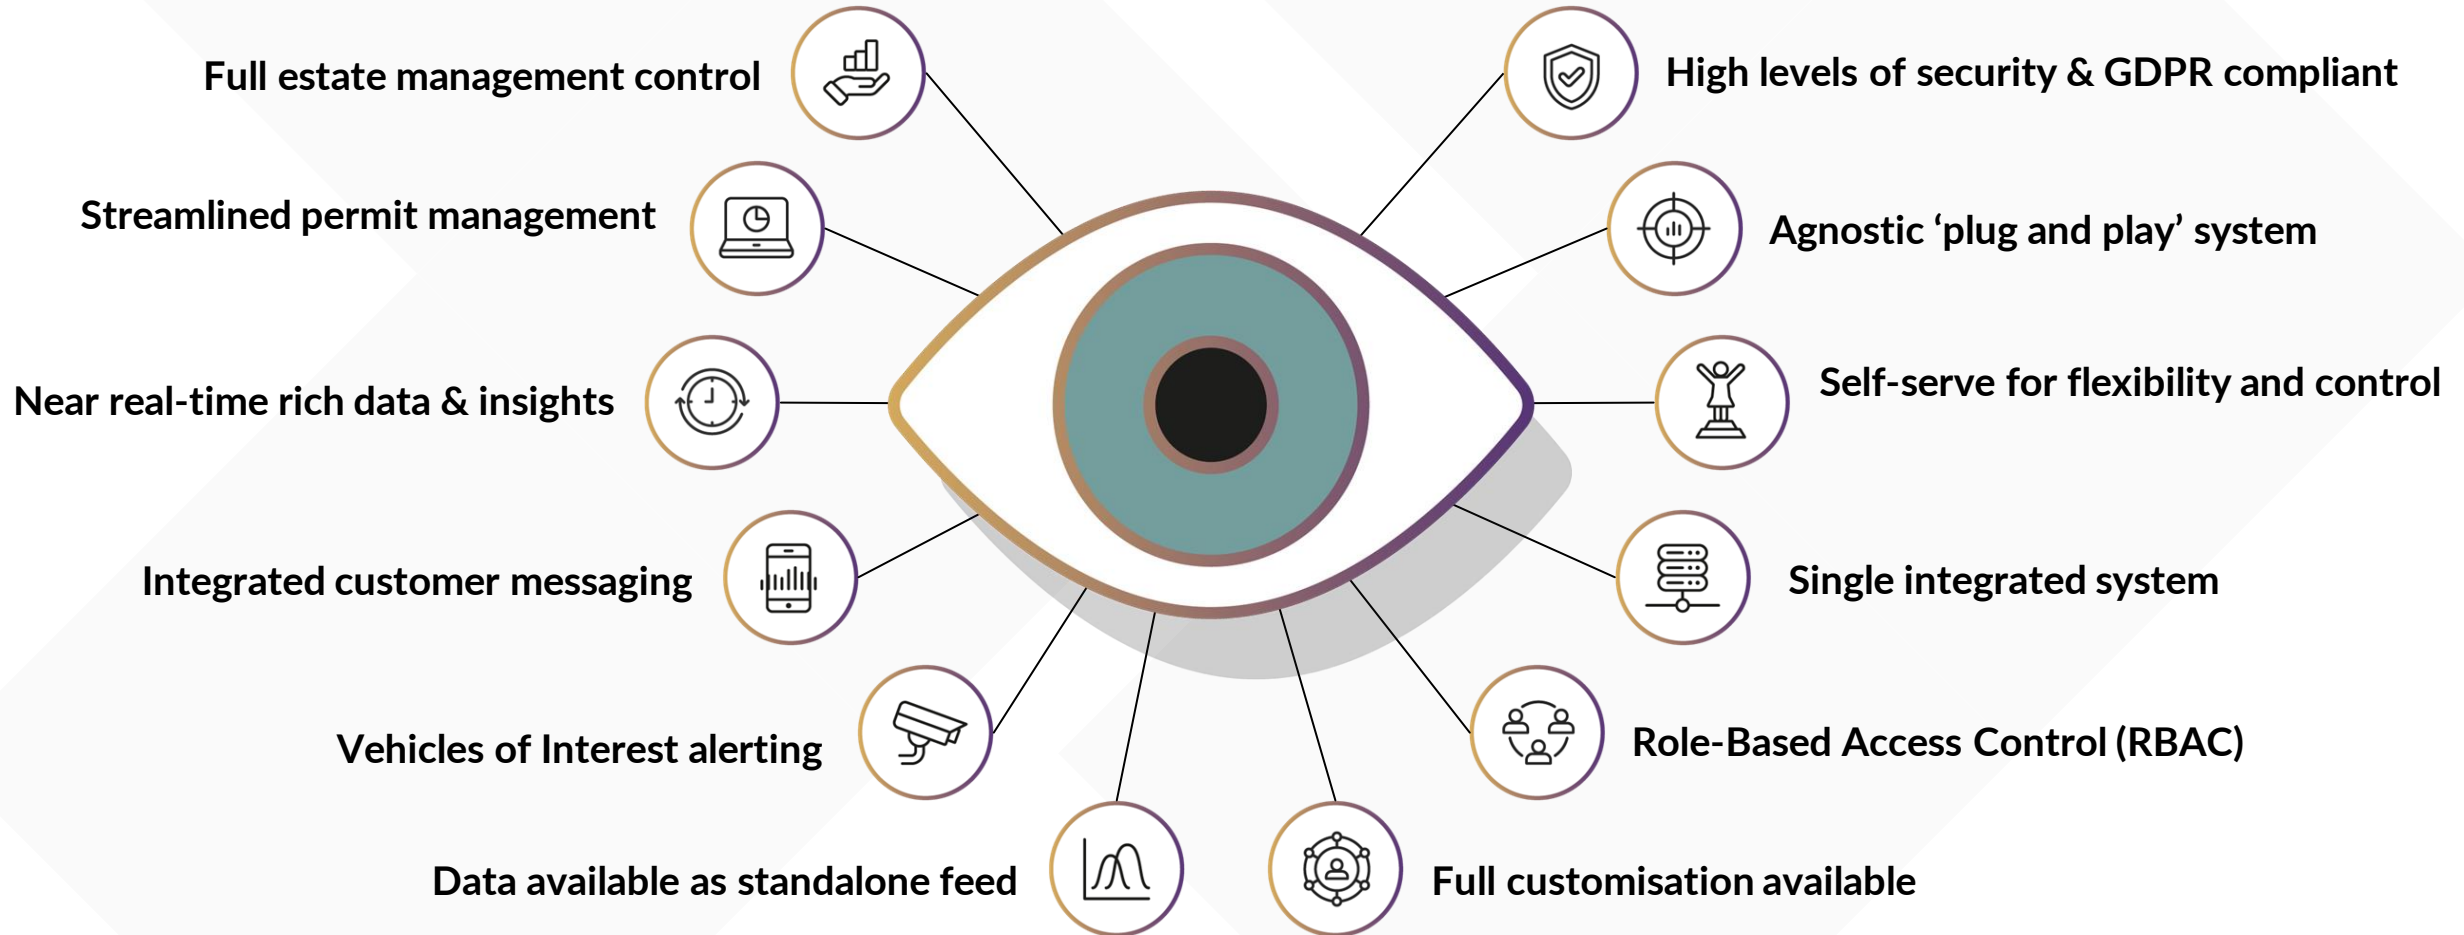 Full estate management control
High levels of security & GDPR compliant
Streamlined permit management
Agnostic ‘plug and play’ system
Near real-time rich data & insights
Self-serve for flexibility and control
Integrated customer messaging
Single integrated system
Vehicles of Interest alerting
Role-Based Access Control (RBAC)
Data available as standalone feed
Full customisation available